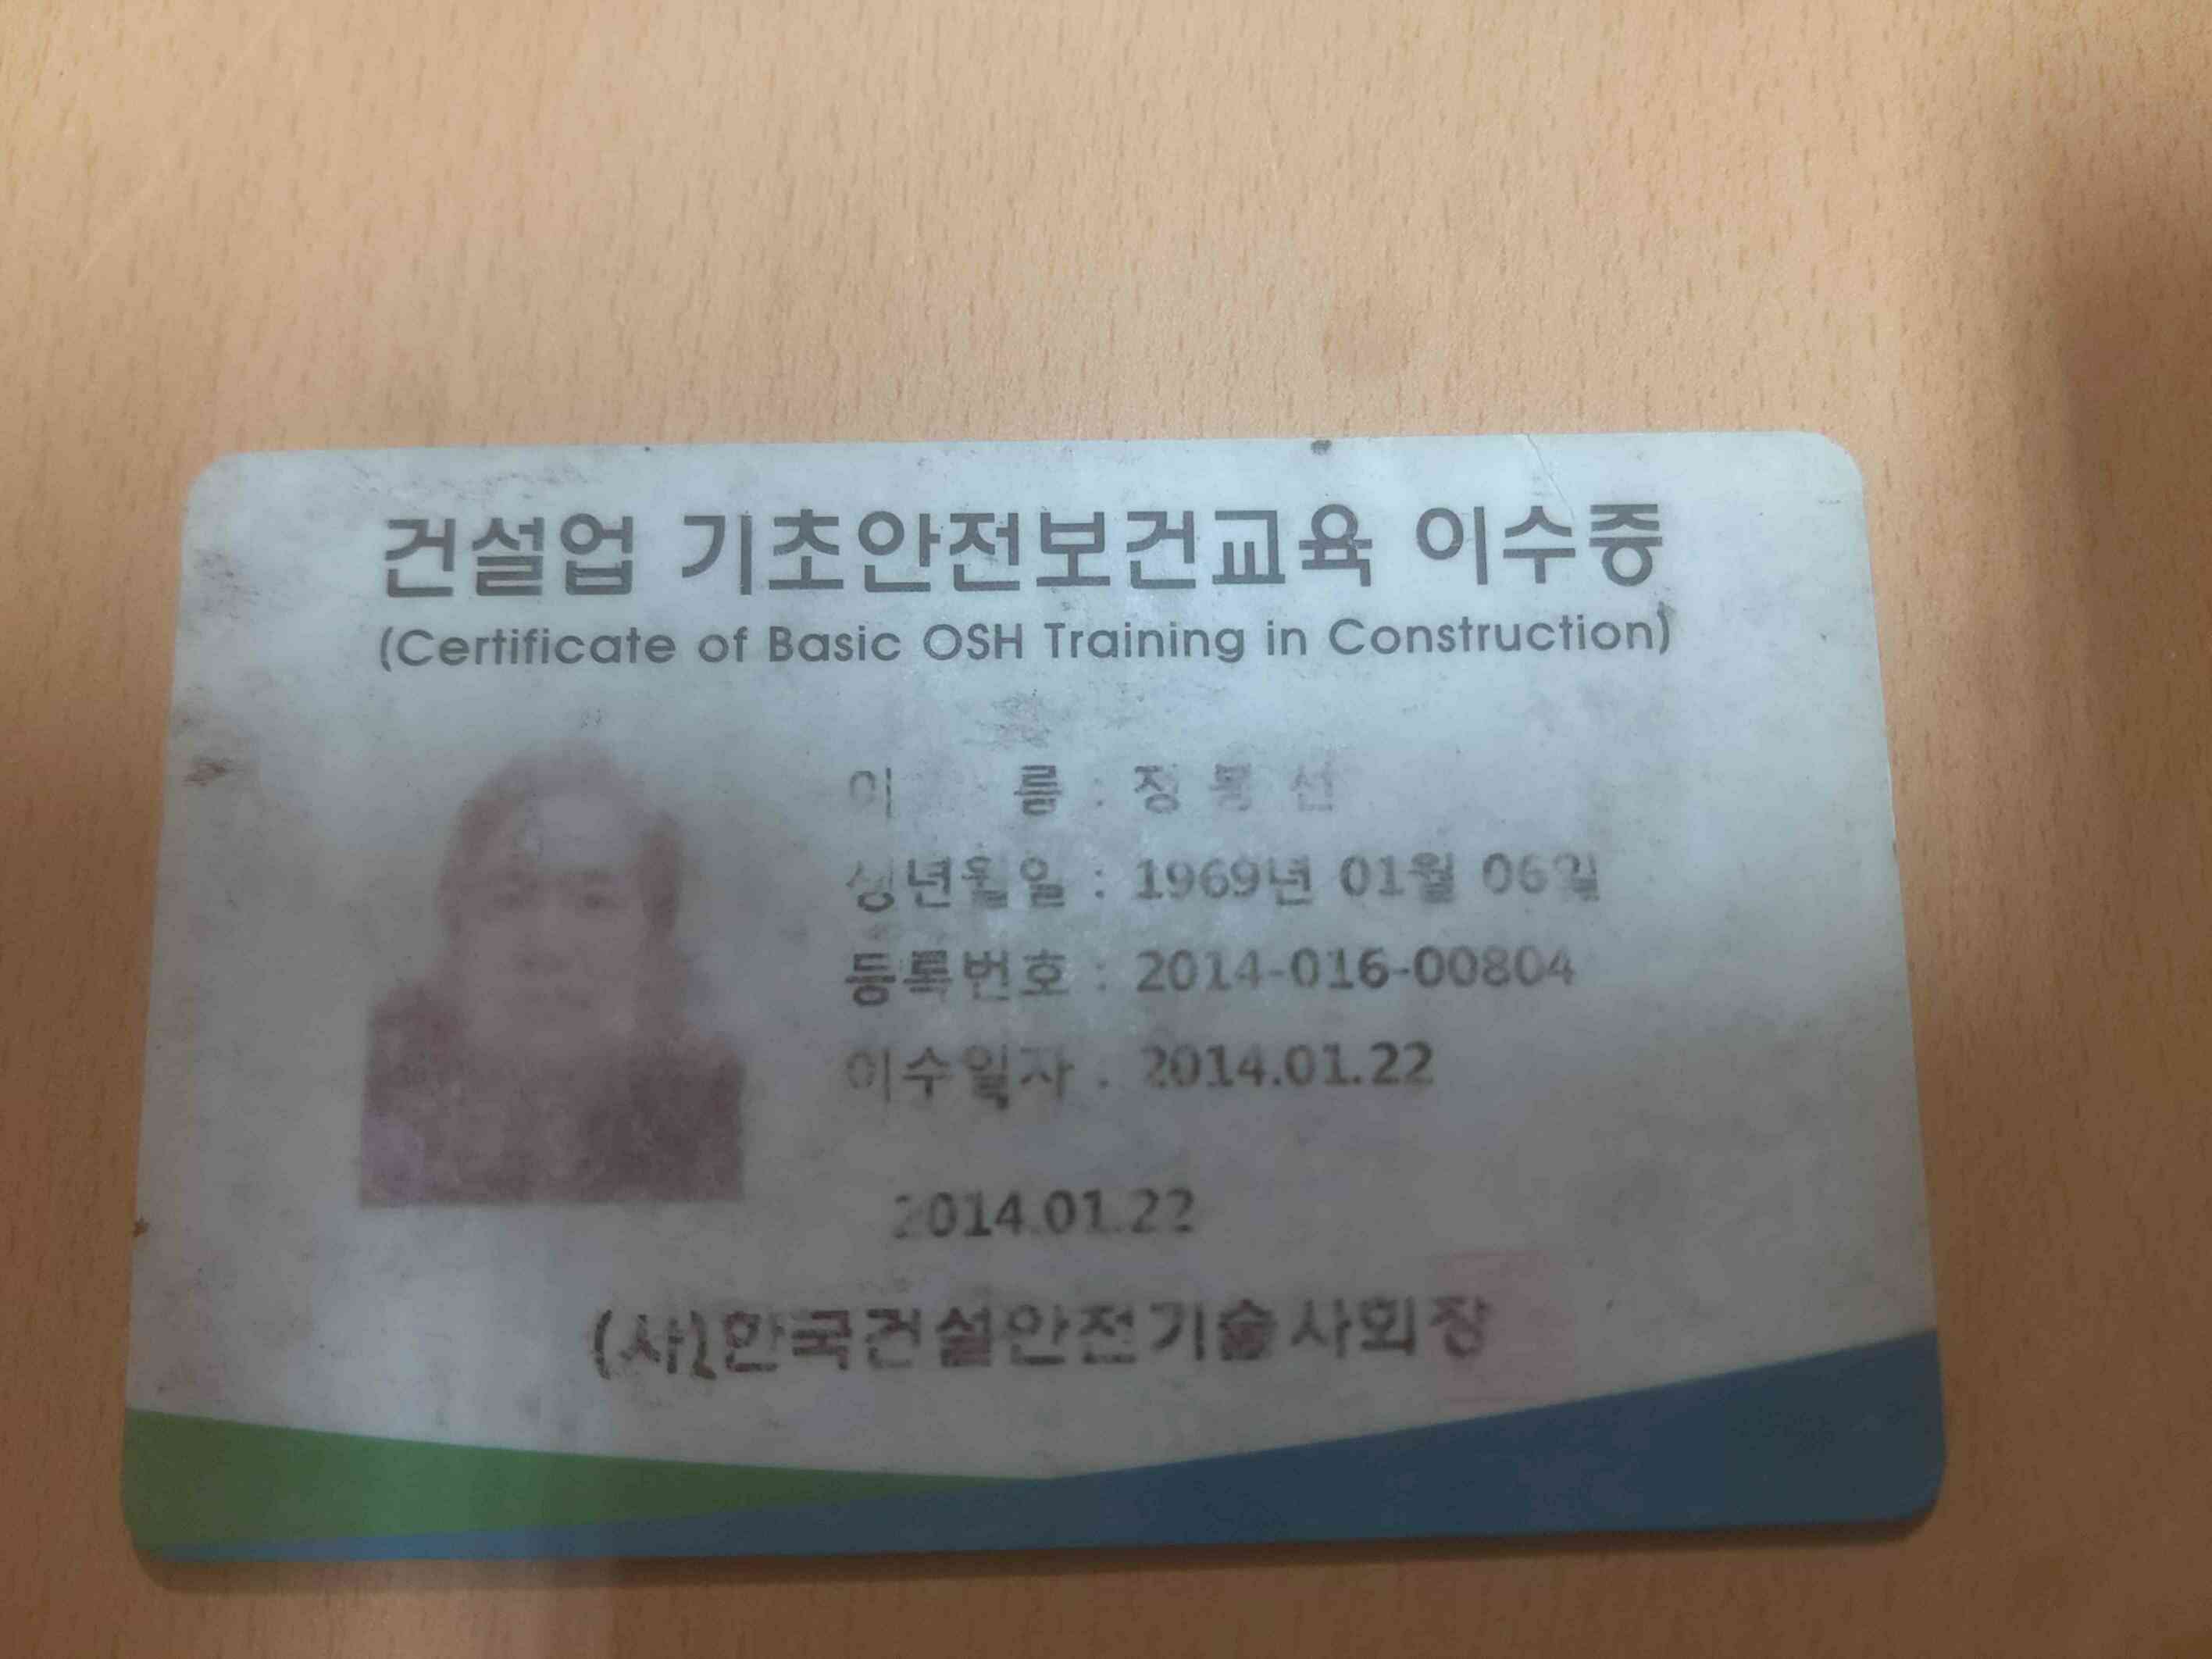 건설업 기초안전보건교육 이수증
(Certificate of Basic OSH Training in Construction)
이 름 : 정 선
생년월일 : 1969년 01월 06일
등록번호 : 2014-016-00804
이수일자 : 2014.01.22
2014.01.22
(사)한국건설안전기술사회장